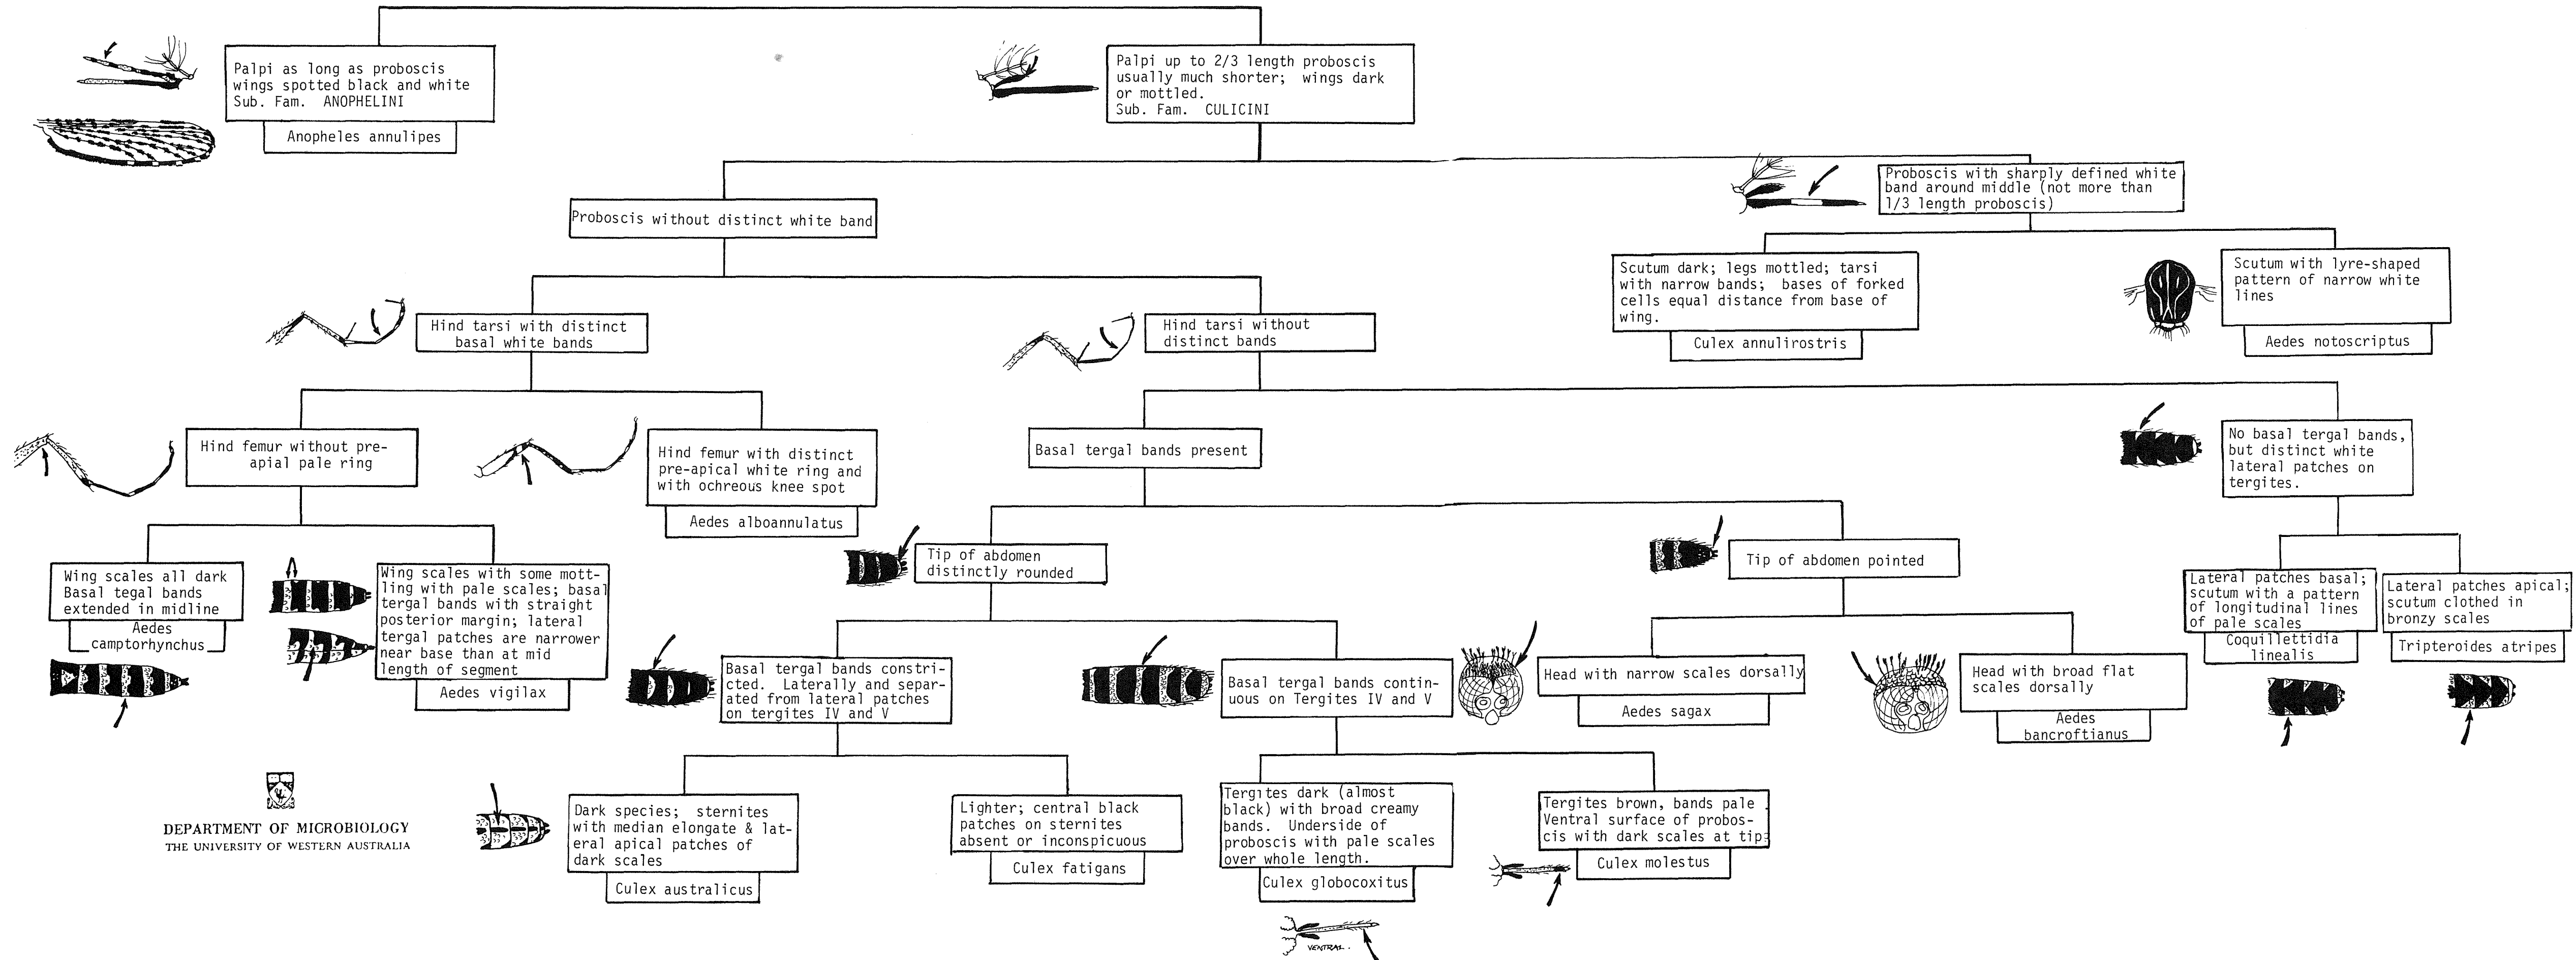 Palpi as long as proboscis
wings spotted black and white
Sub. Fam. ANOPHELINI
Anopheles annulipes
Palpi up to 2/3 length proboscis
usually much shorter; wings dark
or mottled.
Sub. Fam. CULICINI
Proboscis without distinct white band
Proboscis with sharply defined white
band around middle (not more than
1/3 length proboscis)
Scutum dark; legs mottled; tarsi
with narrow bands; bases of forked
cells equal distance from base of
wing.
Culex annulirostris
Scutum with lyre-shaped
pattern of narrow white
lines
Aedes notoscriptus
Hind tarsi with distinct
basal white bands
Hind tarsi without
distinct bands
Hind femur without pre-
apial pale ring
Hind femur with distinct
pre-apical white ring and
with ochreous knee spot
Aedes alboannulatus
Basal tergal bands present
No basal tergal bands,
but distinct white
lateral patches on
tergites.
Wing scales all dark
Basal tegal bands
extended in midline
Aedes
camptorhynchus
Wing scales with some mott-
ling with pale scales; basal
tergal bands with straight
posterior margin; lateral
tergal patches are narrower
near base than at mid
length of segment
Aedes vigilax
Tip of abdomen
distinctly rounded
Tip of abdomen pointed
Lateral patches basal;
scutum with a pattern
of longitudinal lines
of pale scales
Coquillettidia
linealis
Lateral patches apical;
scutum clothed in
bronzy scales
Tripteroides atripes
Basal tergal bands constri-
cted. Laterally and separ-
ated from lateral patches
on tergites IV and V
Basal tergal bands contin-
uous on Tergites IV and V
Head with narrow scales dorsally
Aedes sagax
Head with broad flat
scales dorsally
Aedes
bancroftianus
Dark species; sternites
with median elongate & lat-
eral apical patches of
dark scales
Culex australicus
Lighter; central black
patches on sternites
absent or inconspicuous
Culex fatigans
Tergites dark (almost
black) with broad creamy
bands. Underside of
proboscis with pale scales
over whole length.
Culex globocoxitus
Tergites brown, bands pale
Ventral surface of probos-
cis with dark scales at tip:
Culex molestus
VENTRAL.
DEPARTMENT OF MICROBIOLOGY
THE UNIVERSITY OF WESTERN AUSTRALIA